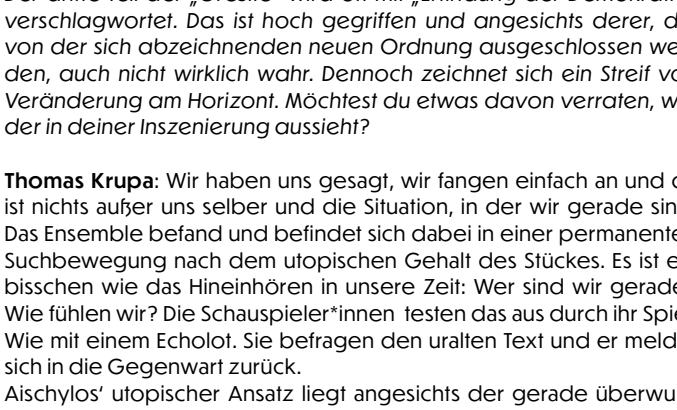 Der dritte Teil der „Orestie“ wird oft mit „Erfindung der Demokrati
verschlagwortet. Das ist hoch gegriffen und angesichts derer, d
von der sich abzeichnenden neuen Ordnung ausgeschlossen we
den, auch nicht wirklich wahr. Dennoch zeichnet sich ein Streif vo
Veränderung am Horizont. Möchtest du etwas davon verraten, w
der in deiner Inszenierung aussieht?
Thomas Krupa: Wir haben uns gesagt, wir fangen einfach an und d
ist nichts außer uns selber und die Situation, in der wir gerade sin
Das Ensemble befand und befindet sich dabei in einer permanente
Suchbewegung nach dem utopischen Gehalt des Stückes. Es ist e
bisschen wie das Hineinhören in unsere Zeit: Wer sind wir gerade
Wie fühlen wir? Die Schauspieler*innen testen das aus durch ihr Spie
Wie mit einem Echolot. Sie befragen den uralten Text und er meld
sich in die Gegenwart zurück.
Aischylos‘ utopischer Ansatz liegt angesichts der gerade überwu